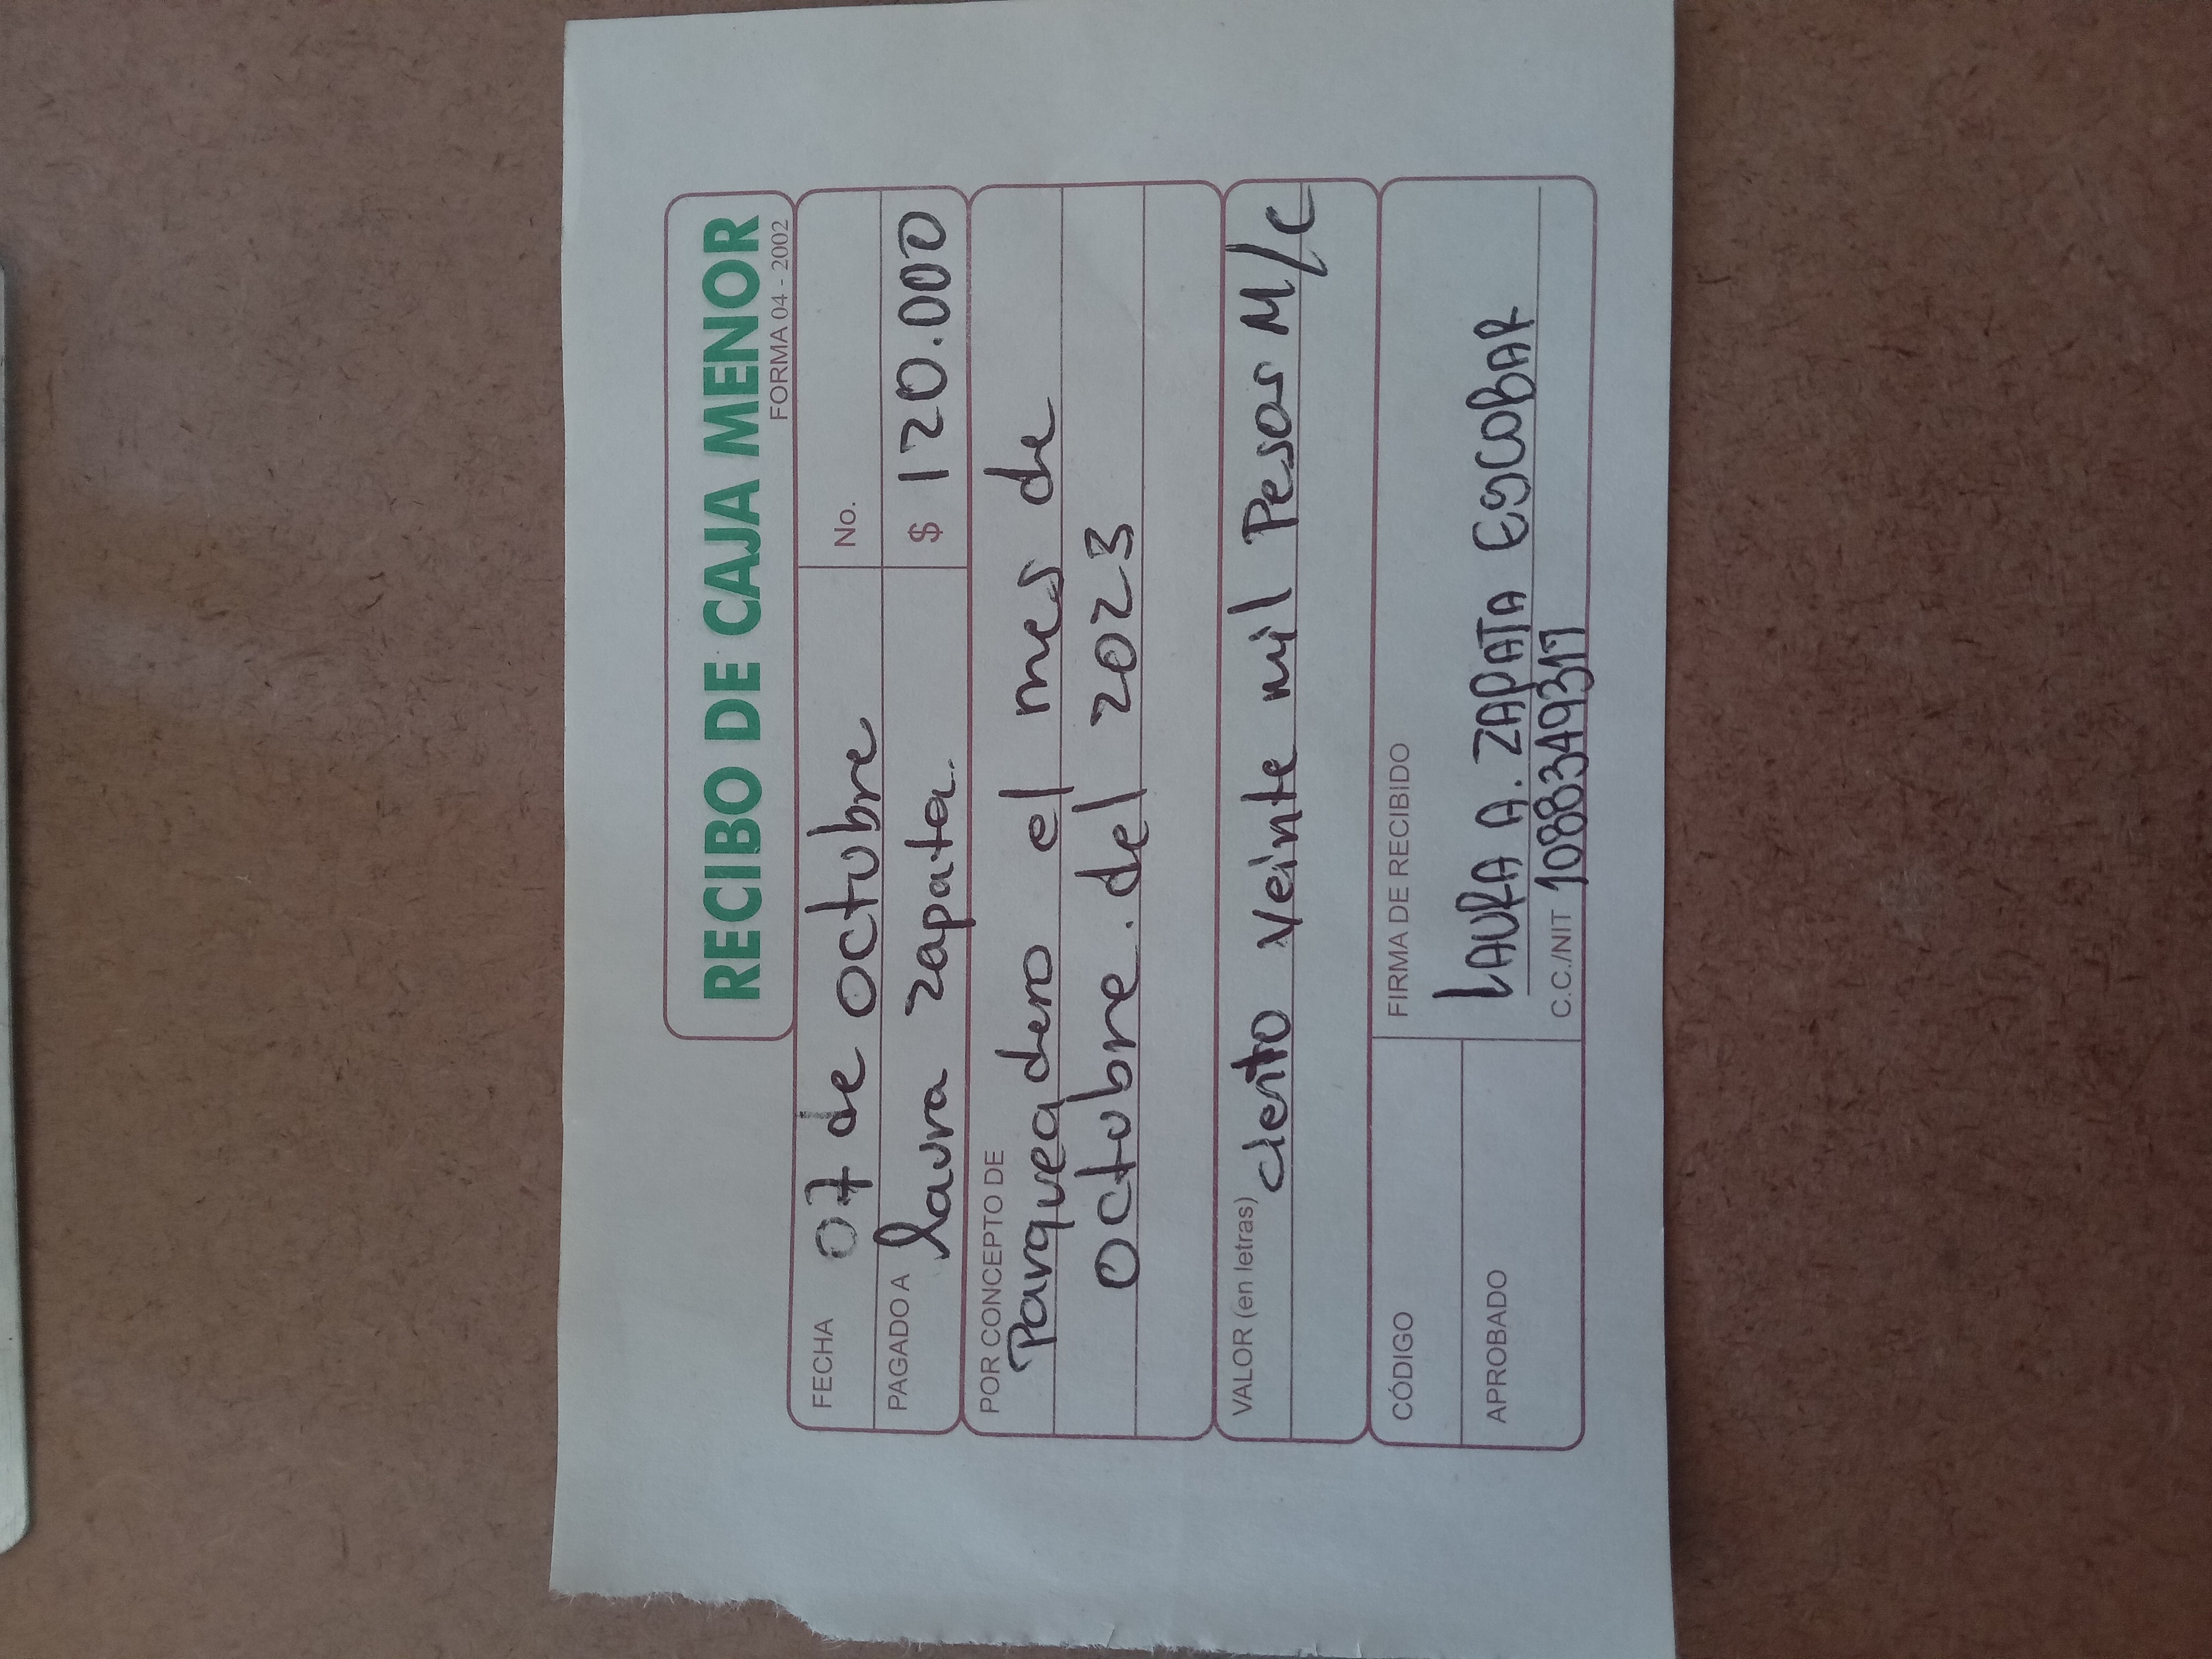 RECIBO DE CAJA MENOR
FORMA 04 - 2002
FECHA 07 de octubre No.
PAGADO A laura zapata. $ 120.000
POR CONCEPTO DE
Parqueadero el mes de
octubre. del 2023
VALOR (en letras) ciento veinte mil Pesos M/c
CÓDIGO
FIRMA DE RECIBIDO
LAURA A. ZAPATA ESCOBAR
APROBADO
C.C./NIT 1088349317